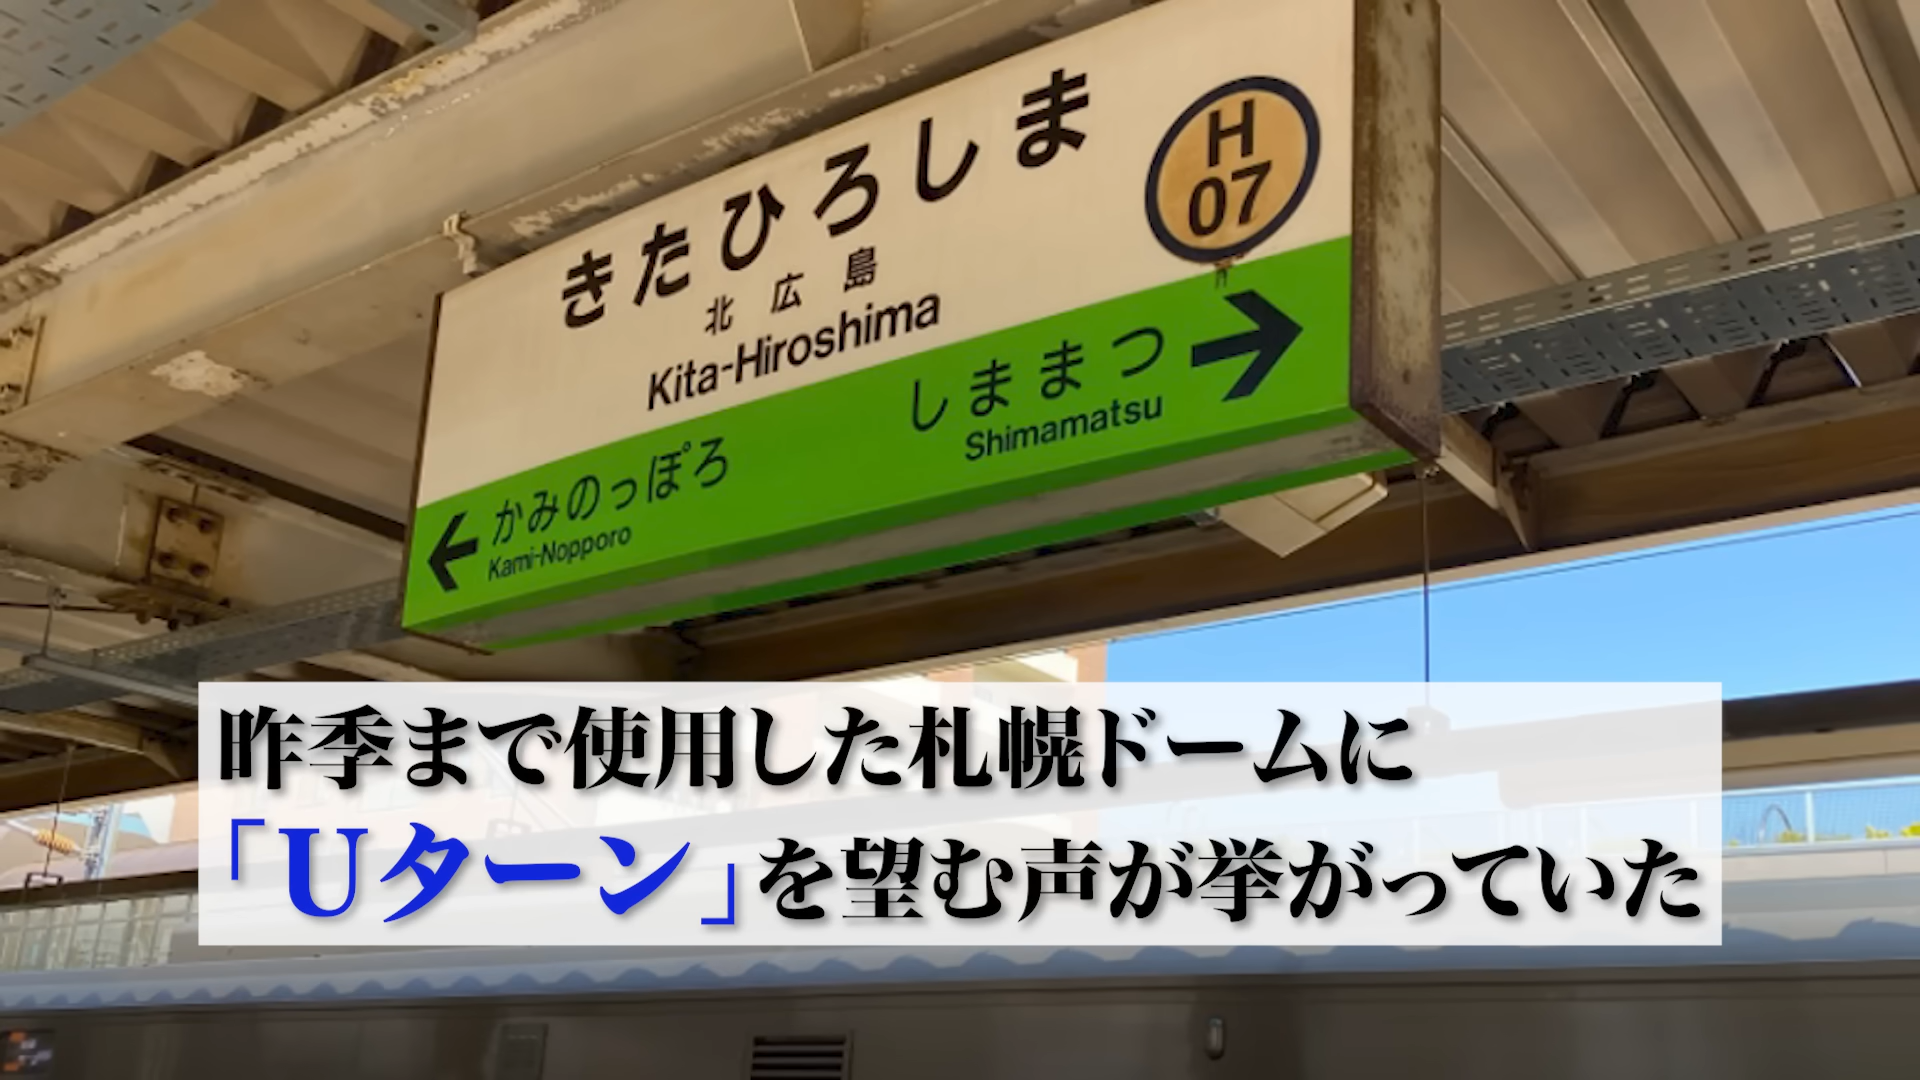 きたひろしま
H
07
北広島
Kita-Hiroshima
しままつ
Shimamatsu
かみのっぽろ
Kami-Nopporo
昨季まで使用した札幌ドームに
「Uターン」を望む声が挙がっていた